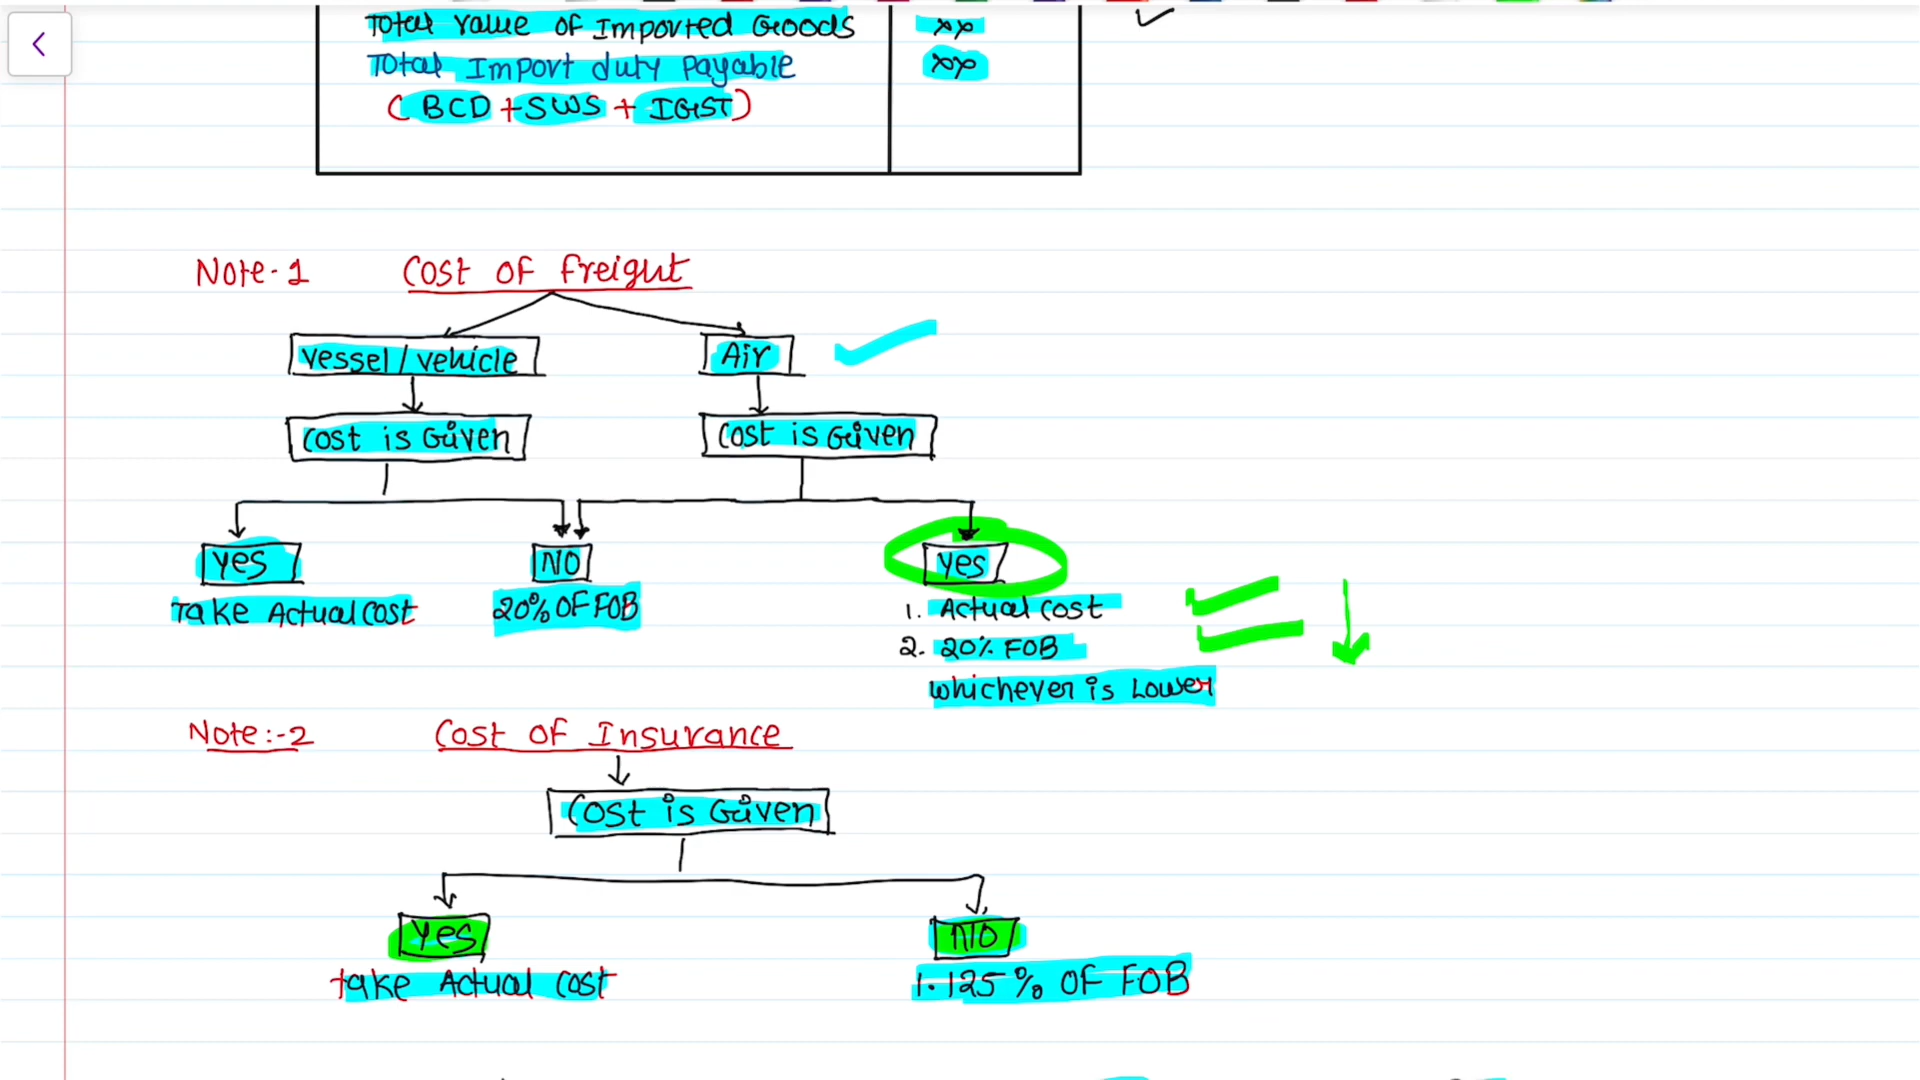 Total Value of Imported Goods xx
Total Import duty Payable xx
(BCD + SWS + IGST)
Note-1 Cost of freight
Vessel/Vehicle Air
Cost is Given Cost is Given
Yes NO Yes
Take Actual Cost 20% OF FOB 1. Actual Cost
2. 20% FOB
Whichever is Lower
Note:-2 Cost of Insurance
Cost is Given
Yes NO
take Actual Cost 1.125% OF FOB